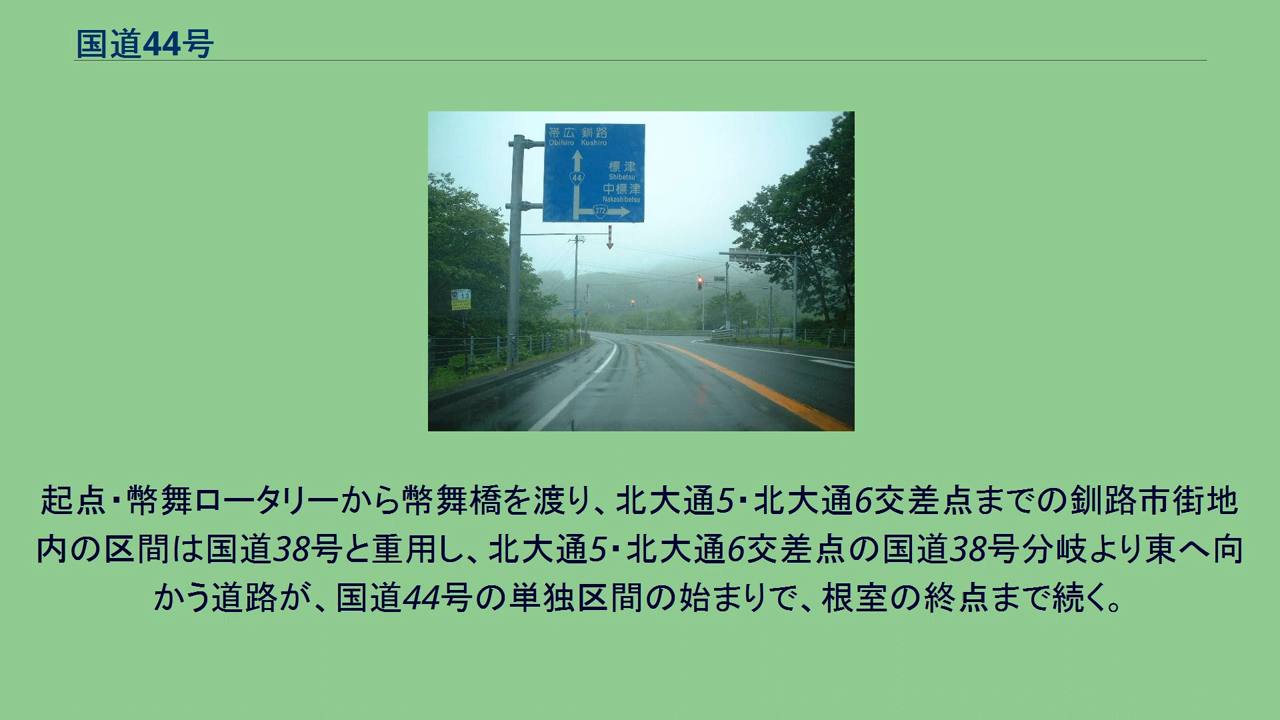 国道44号
帯広 釧路
Obihiro Kushiro
44
標津
Shibetsu
中標津
Nakashibetsu
272
起点・幣舞ロータリーから幣舞橋を渡り、北大通5・北大通6交差点までの釧路市街地
内の区間は国道38号と重用し、北大通5・北大通6交差点の国道38号分岐より東へ向
かう道路が、国道44号の単独区間の始まりで、根室の終点まで続く。